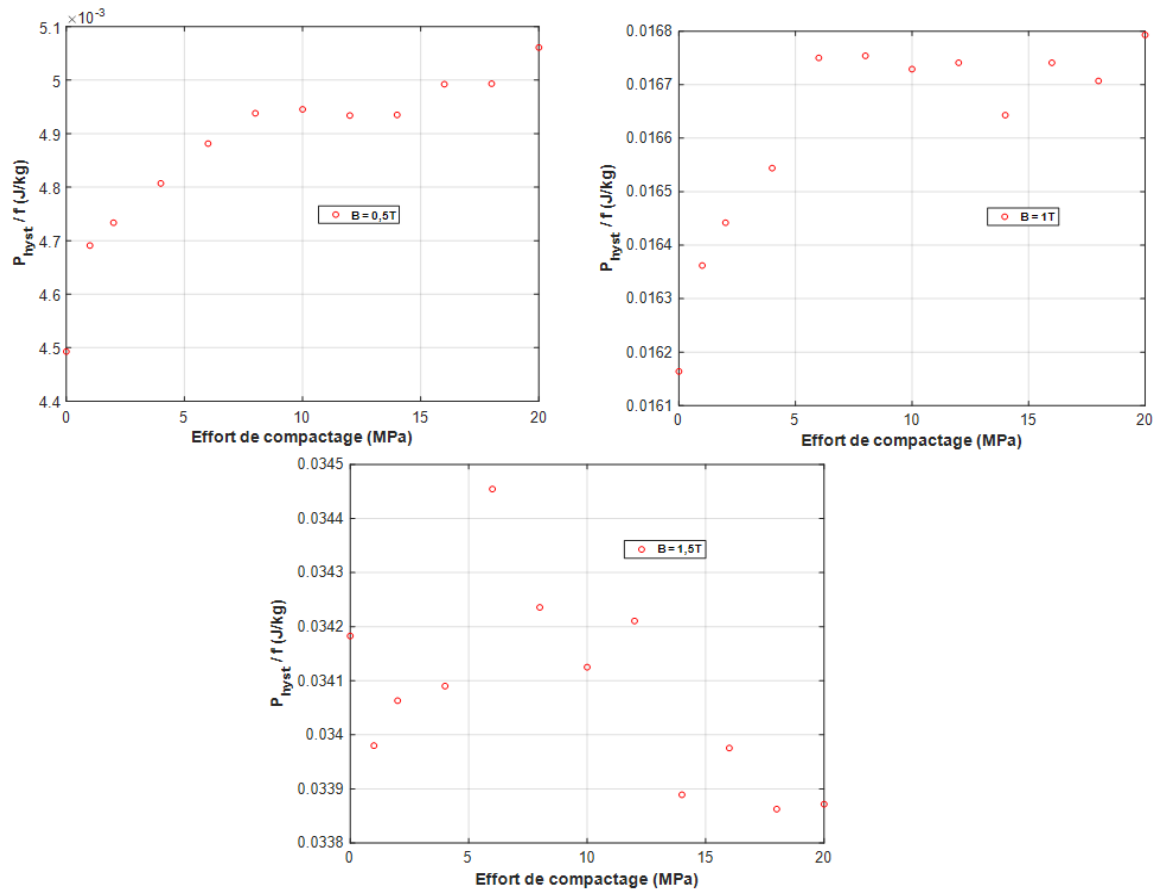 ×10⁻³
5.1
5
4.9
4.8
4.7
4.6
4.5
4.4
P_hyst / f (J/kg)
B = 0,5T
0 5 10 15 20
Effort de compactage (MPa)
0.0168
0.0167
0.0166
0.0165
0.0164
0.0163
0.0162
0.0161
P_hyst / f (J/kg)
B = 1T
0 5 10 15 20
Effort de compactage (MPa)
0.0345
0.0344
0.0343
0.0342
0.0341
0.034
0.0339
0.0338
P_hyst / f (J/kg)
B = 1,5T
0 5 10 15 20
Effort de compactage (MPa)